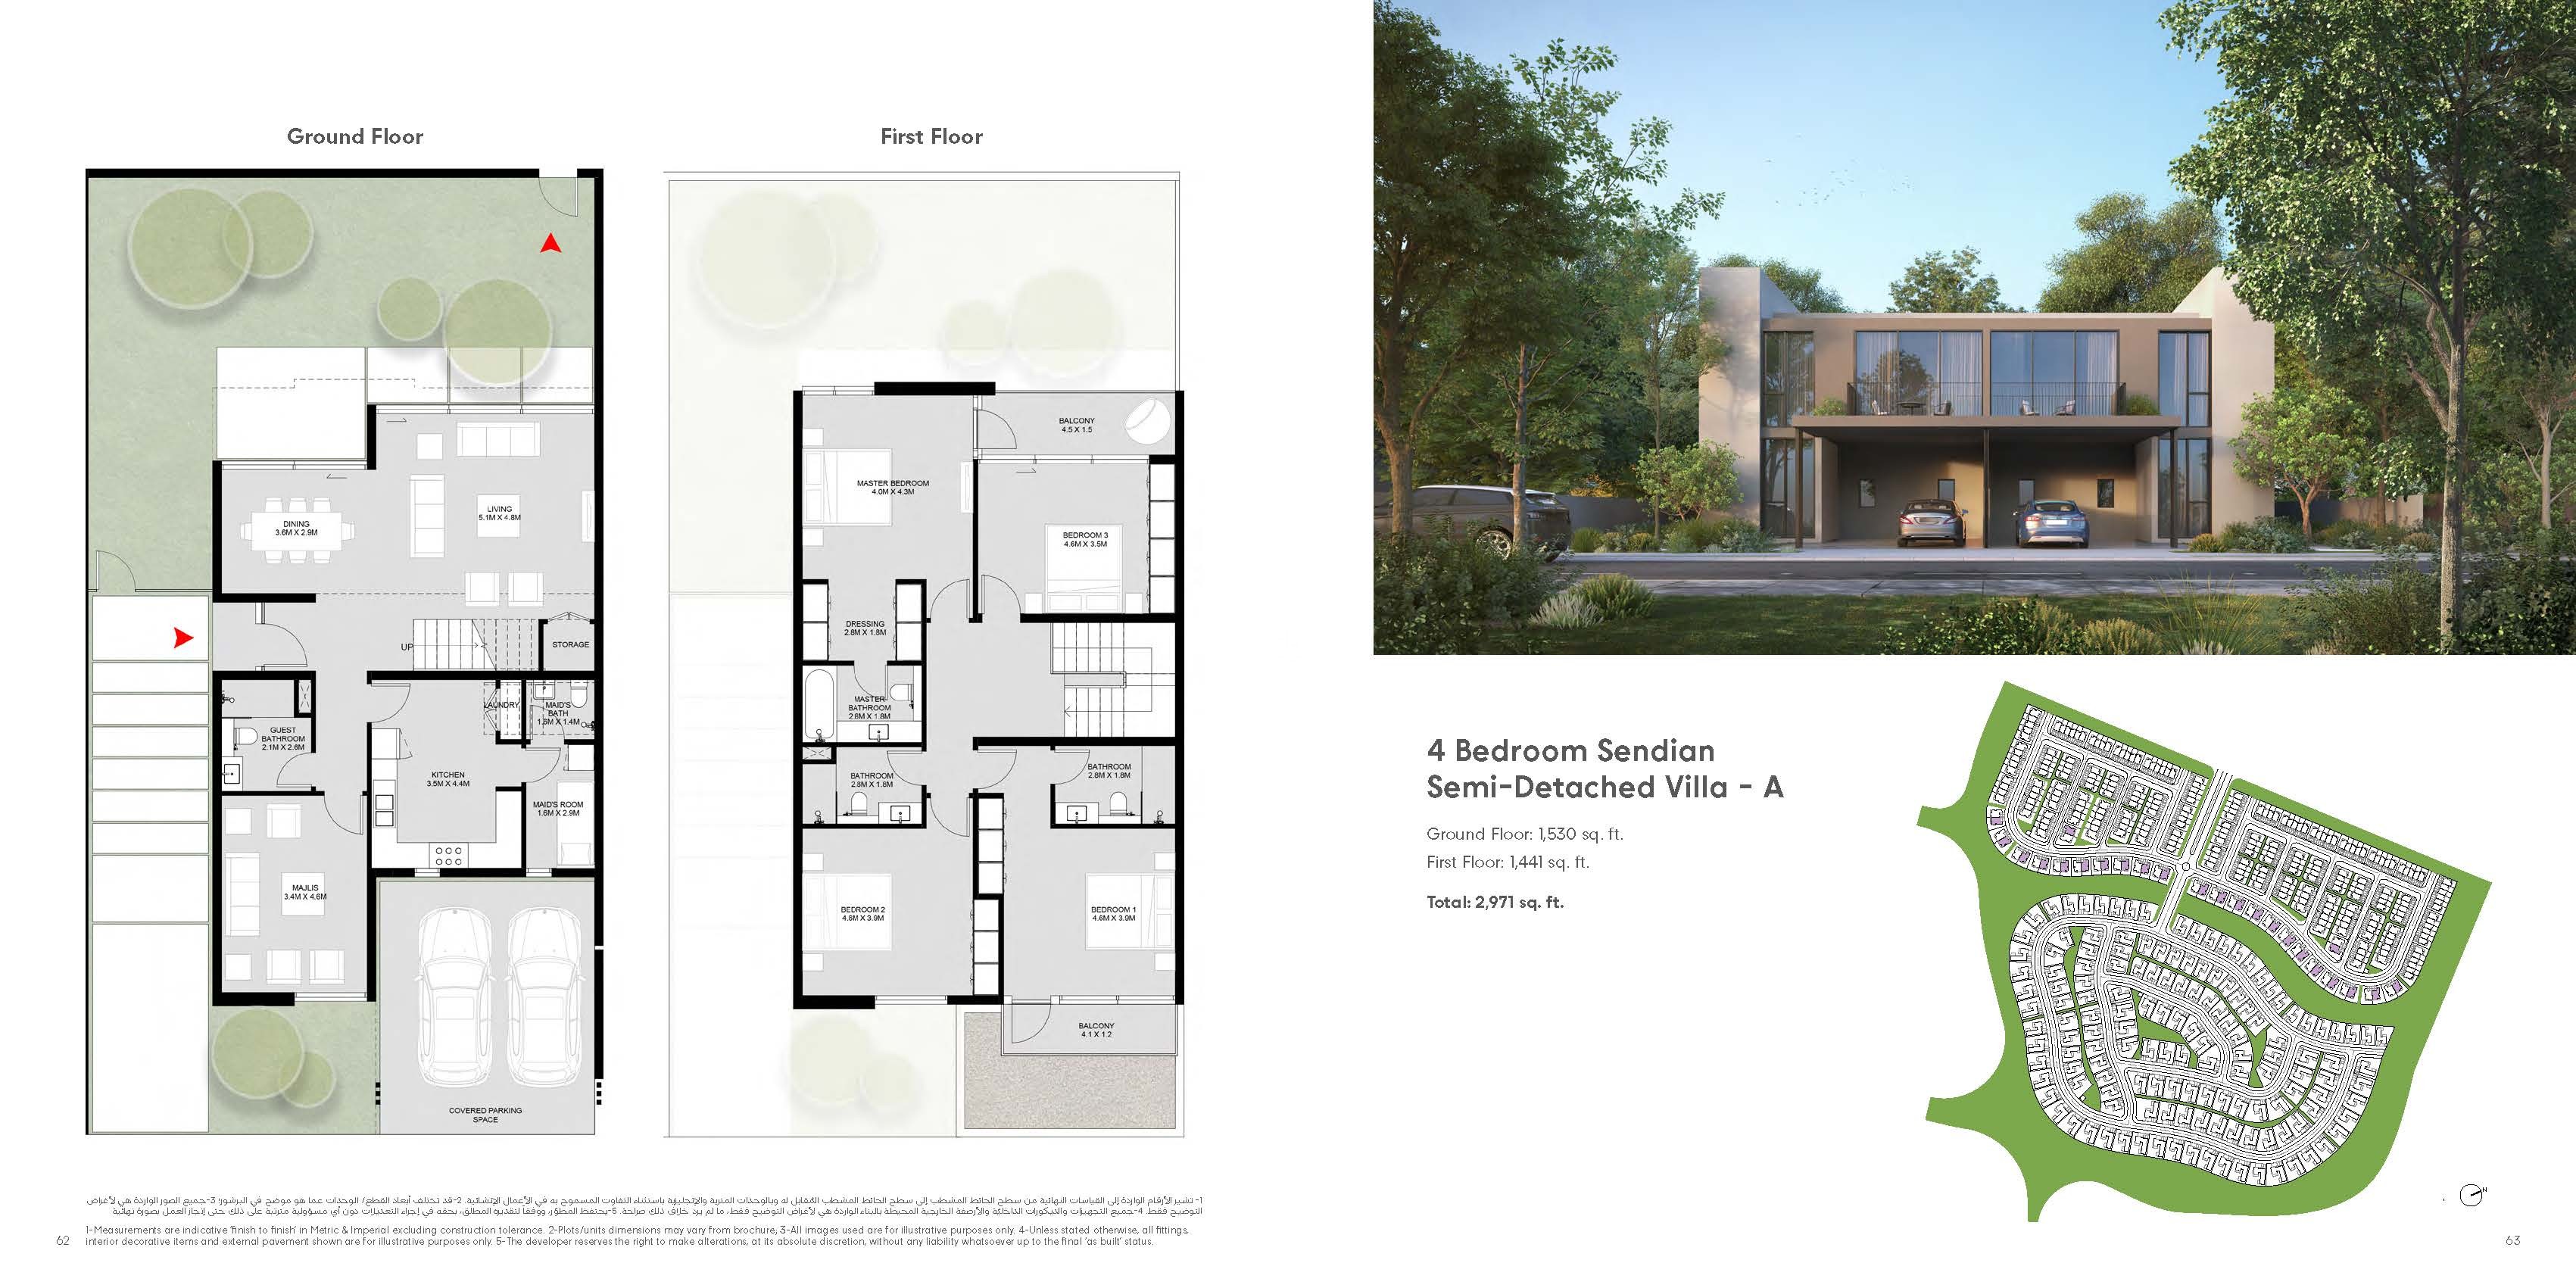 Ground Floor
First Floor
DINING
3.6M X 2.9M
LIVING
5.1M X 4.8M
UP
STORAGE
LAUNDRY
MAID'S
BATH
1.6M X 1.4M
GUEST
BATHROOM
2.1M X 2.6M
KITCHEN
3.5M X 4.4M
MAID'S ROOM
1.6M X 2.9M
MAJLIS
3.4M X 4.6M
COVERED PARKING
SPACE
BALCONY
4.5 X 1.5
MASTER BEDROOM
4.0M X 4.3M
BEDROOM 3
4.6M X 3.5M
DRESSING
2.8M X 1.8M
MASTER
BATHROOM
2.8M X 1.8M
BATHROOM
2.8M X 1.8M
BATHROOM
2.8M X 1.8M
BEDROOM 2
4.6M X 3.9M
BEDROOM 1
4.6M X 3.9M
BALCONY
4.1 X 1.2
4 Bedroom Sendian
Semi-Detached Villa - A
Ground Floor: 1,530 sq. ft.
First Floor: 1,441 sq. ft.
Total: 2,971 sq. ft.
N
1- تشير الأرقام الواردة إلى القياسات النهائية من سطح الحائط المشطب إلى سطح الحائط المشطب المقابل له وبالوحدات المترية والإنجليزية باستثناء التفاوت المسموح به في الأعمال الإنشائية. 2-قد تختلف أبعاد القطع/ الوحدات عما هو موضح في البرشور؛ 3-جميع الصور الواردة هي لأغراض
التوضيح فقط. 4-جميع التجهيزات والديكورات الداخلية والأرصفة الخارجية المحيطة بالبناء الواردة هي لأغراض التوضيح فقط، ما لم يرد خلاف ذلك صراحة. 5-يحتفظ المطوّر، ووفقاً لتقديره المطلق، بحقه في إجراء التعديلات دون أي مسؤولية مترتبة على ذلك حتى إنجاز العمل بصورة نهائية
1-Measurements are indicative 'finish to finish' in Metric & Imperial excluding construction tolerance. 2-Plots/units dimensions may vary from brochure; 3-All images used are for illustrative purposes only. 4-Unless stated otherwise, all fittings,
interior decorative items and external pavement shown are for illustrative purposes only. 5-The developer reserves the right to make alterations, at its absolute discretion, without any liability whatsoever up to the final 'as built' status.
62
63